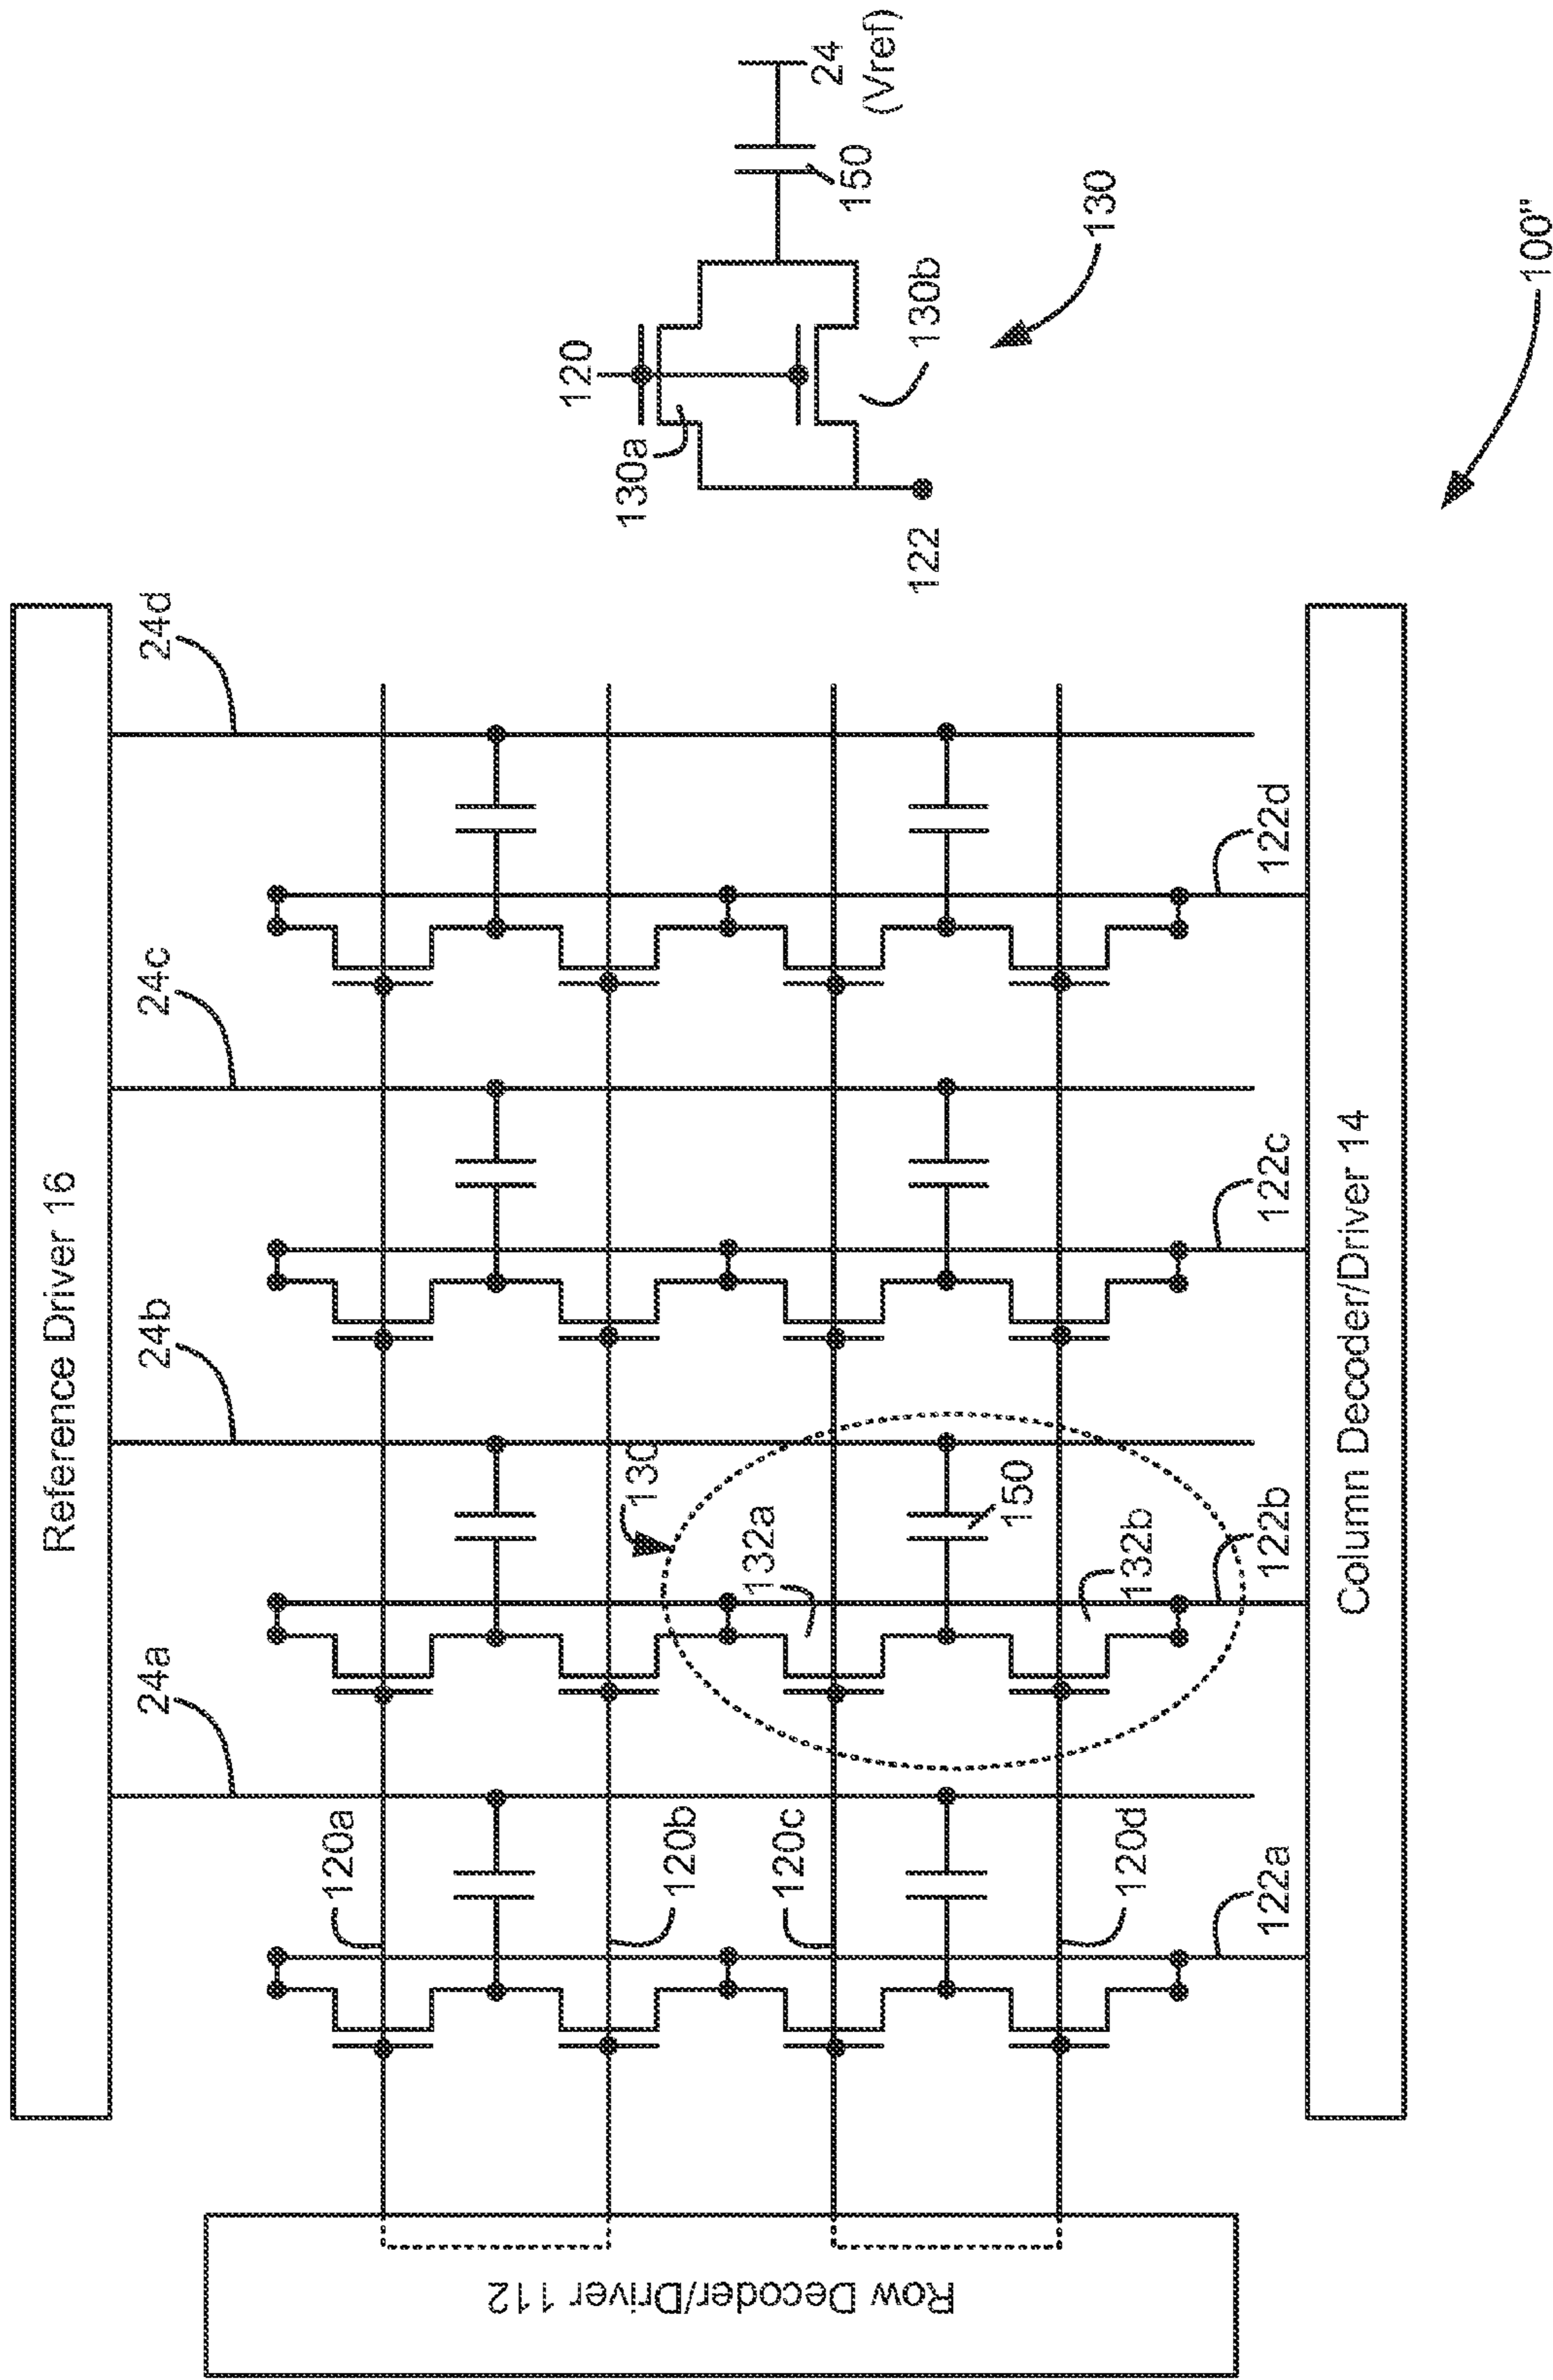 Reference Driver 16
24a
24b
24c
24d
120a
120b
120c
120d
130
132a
150
132b
122a
122b
122c
122d
Row Decoder/Driver 112
Column Decoder/Driver 14
120
130a
130b
122
150
24
(Vref)
130
100"